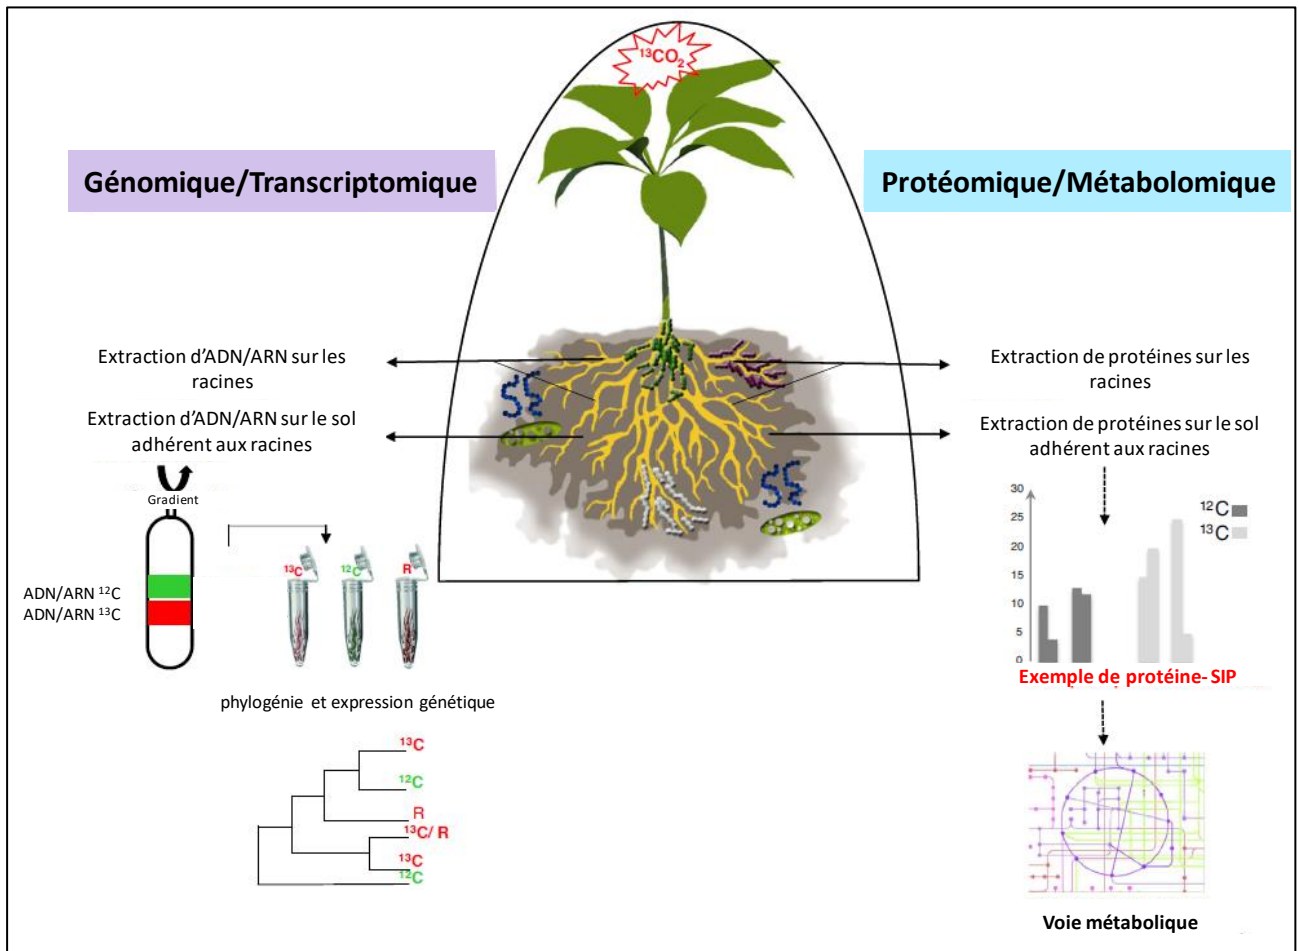 ¹³CO₂
Génomique/Transcriptomique
Protéomique/Métabolomique
Extraction d’ADN/ARN sur les
racines
Extraction d’ADN/ARN sur le sol
adhérent aux racines
Gradient
ADN/ARN ¹²C
ADN/ARN ¹³C
¹³C
¹²C
R
phylogénie et expression génétique
¹³C
¹²C
R
¹³C/ R
¹³C
¹²C
Extraction de protéines sur les
racines
Extraction de protéines sur le sol
adhérent aux racines
30
25
20
15
10
5
0
¹²C
¹³C
Exemple de protéine- SIP
Voie métabolique